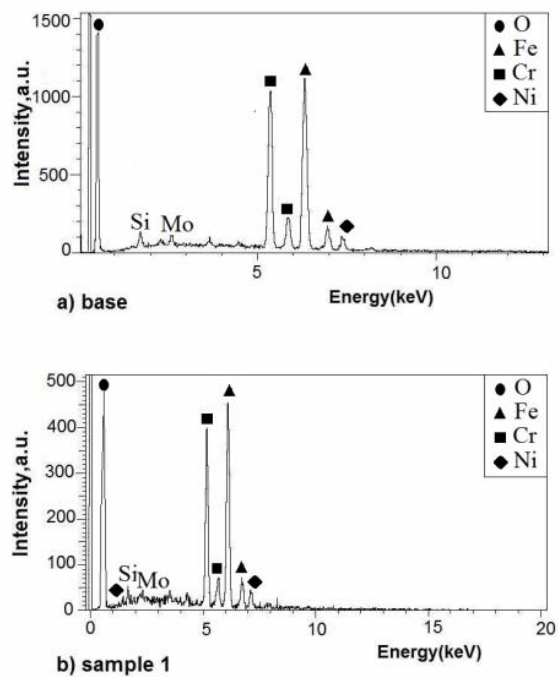 1500
1000
500
0
Intensity,a.u.
Si
Mo
O
Fe
Cr
Ni
5
10
Energy(keV)
a) base
500
400
300
200
100
0
Intensity,a.u.
Si
Mo
O
Fe
Cr
Ni
0
5
10
15
20
Energy(keV)
b) sample 1